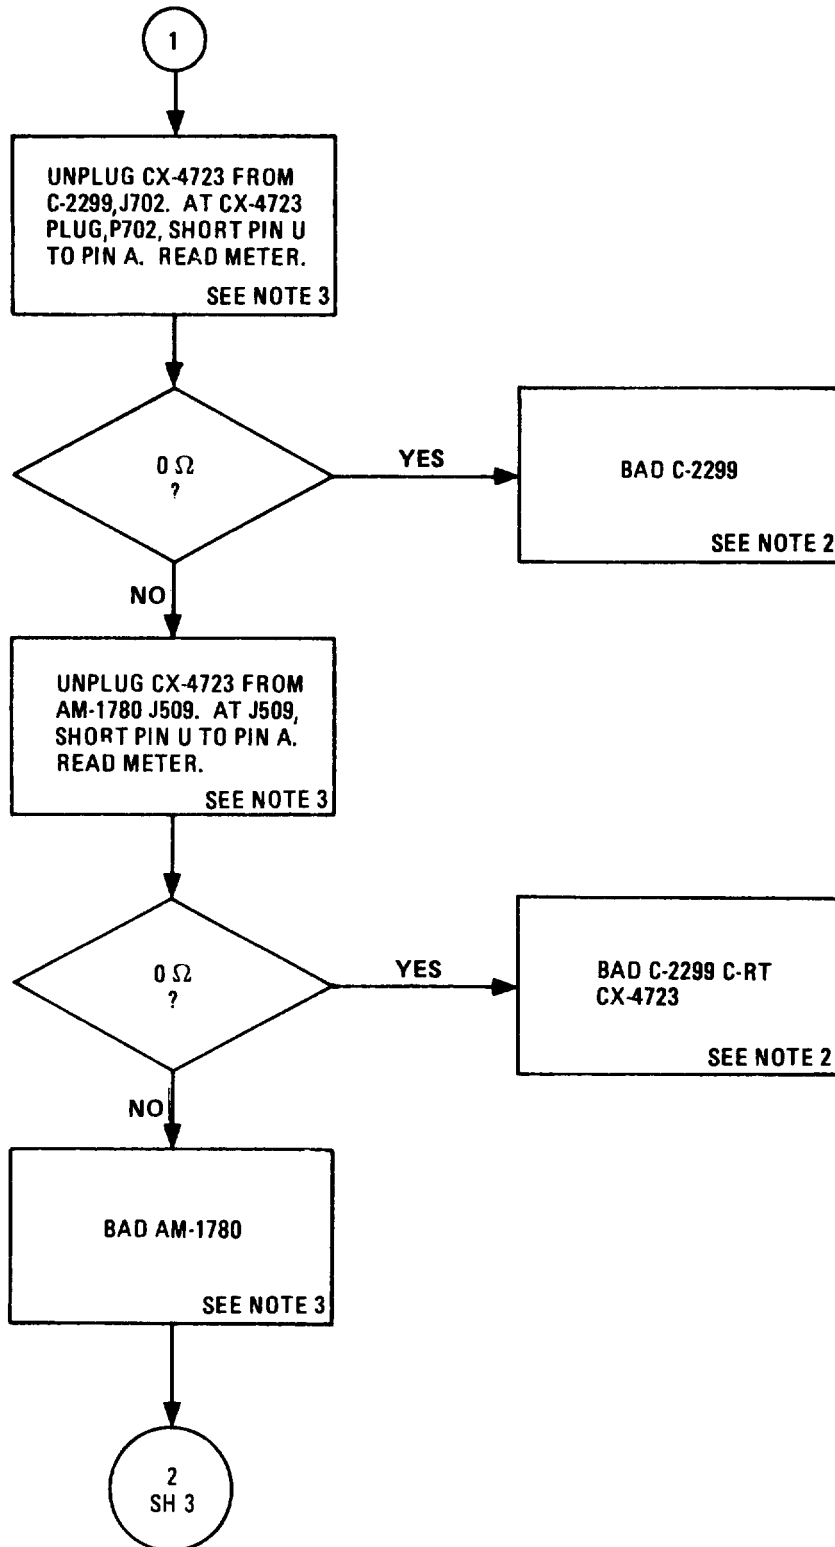 1
UNPLUG CX-4723 FROM
C-2299,J702. AT CX-4723
PLUG,P702, SHORT PIN U
TO PIN A. READ METER.
SEE NOTE 3
0 Ω
?
YES
BAD C-2299
SEE NOTE 2
NO
UNPLUG CX-4723 FROM
AM-1780 J509. AT J509,
SHORT PIN U TO PIN A.
READ METER.
SEE NOTE 3
0 Ω
?
YES
BAD C-2299 C-RT
CX-4723
SEE NOTE 2
NO
BAD AM-1780
SEE NOTE 3
2
SH 3